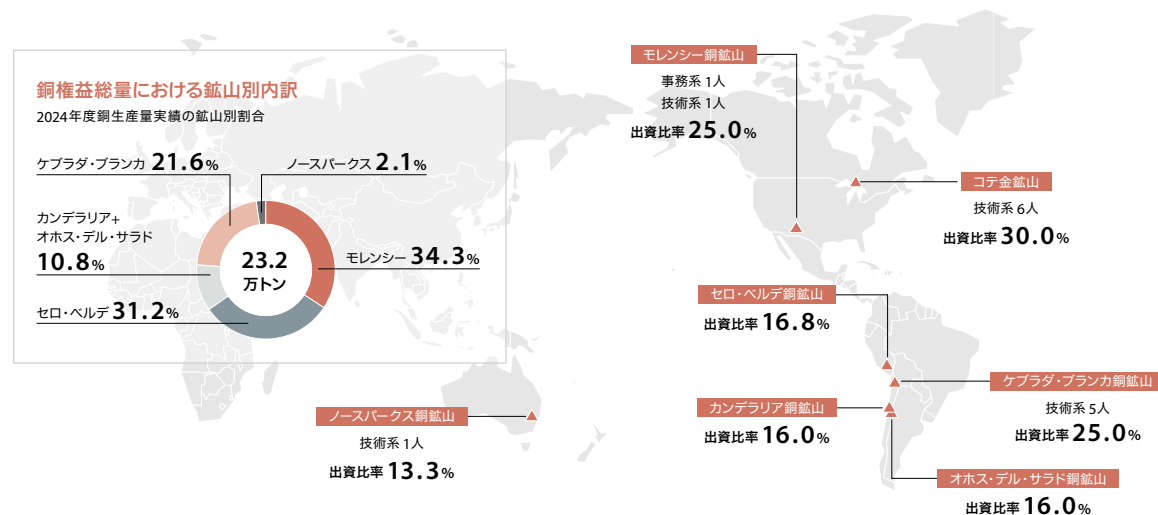 銅権益総量における鉱山別内訳
2024年度銅生産量実績の鉱山別割合
ケブラダ・ブランカ 21.6%
ノースパークス 2.1%
カンデラリア+
オホス・デル・サラド
10.8%
23.2
万トン
モレンシー 34.3%
セロ・ベルデ 31.2%
ノースパークス銅鉱山
技術系 1人
出資比率 13.3%
モレンシー銅鉱山
事務系 1人
技術系 1人
出資比率 25.0%
コテ金鉱山
技術系 6人
出資比率 30.0%
セロ・ベルデ銅鉱山
出資比率 16.8%
ケブラダ・ブランカ銅鉱山
技術系 5人
出資比率 25.0%
カンデラリア銅鉱山
出資比率 16.0%
オホス・デル・サラド銅鉱山
出資比率 16.0%